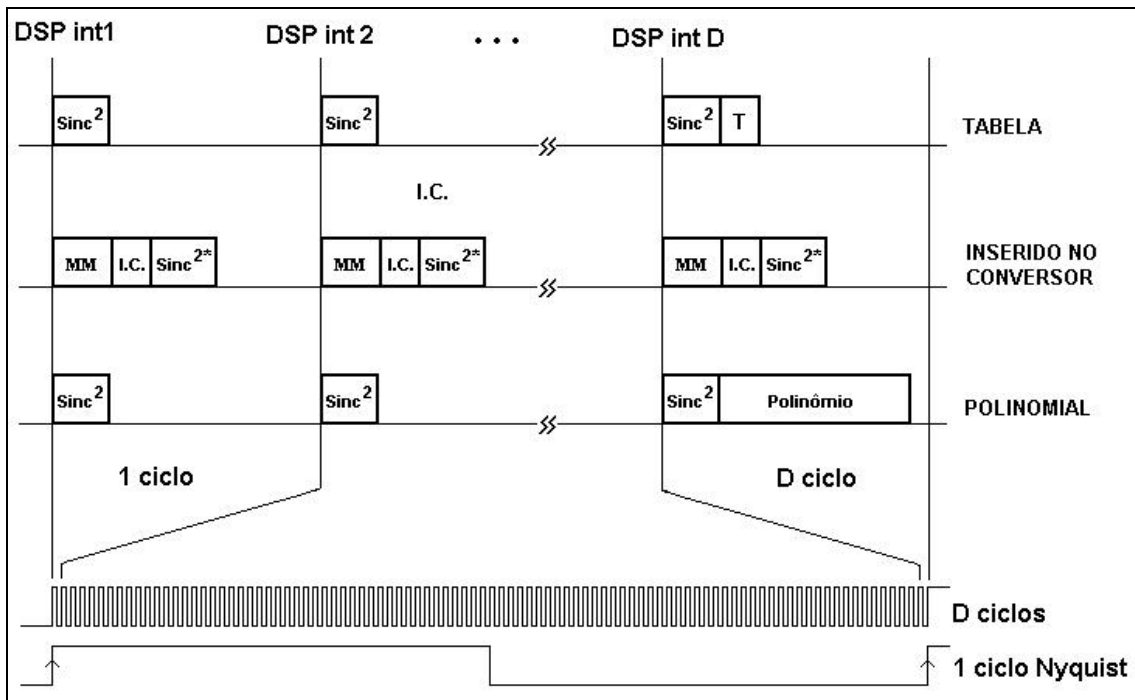 DSP int1 DSP int 2 . . . DSP int D
Sinc² Sinc² Sinc² T TABELA
I.C.
MM I.C. Sinc²* MM I.C. Sinc²* MM I.C. Sinc²* INSERIDO NO
CONVERSOR
Sinc² Sinc² Sinc² Polinômio POLINOMIAL
1 ciclo D ciclo
D ciclos
1 ciclo Nyquist